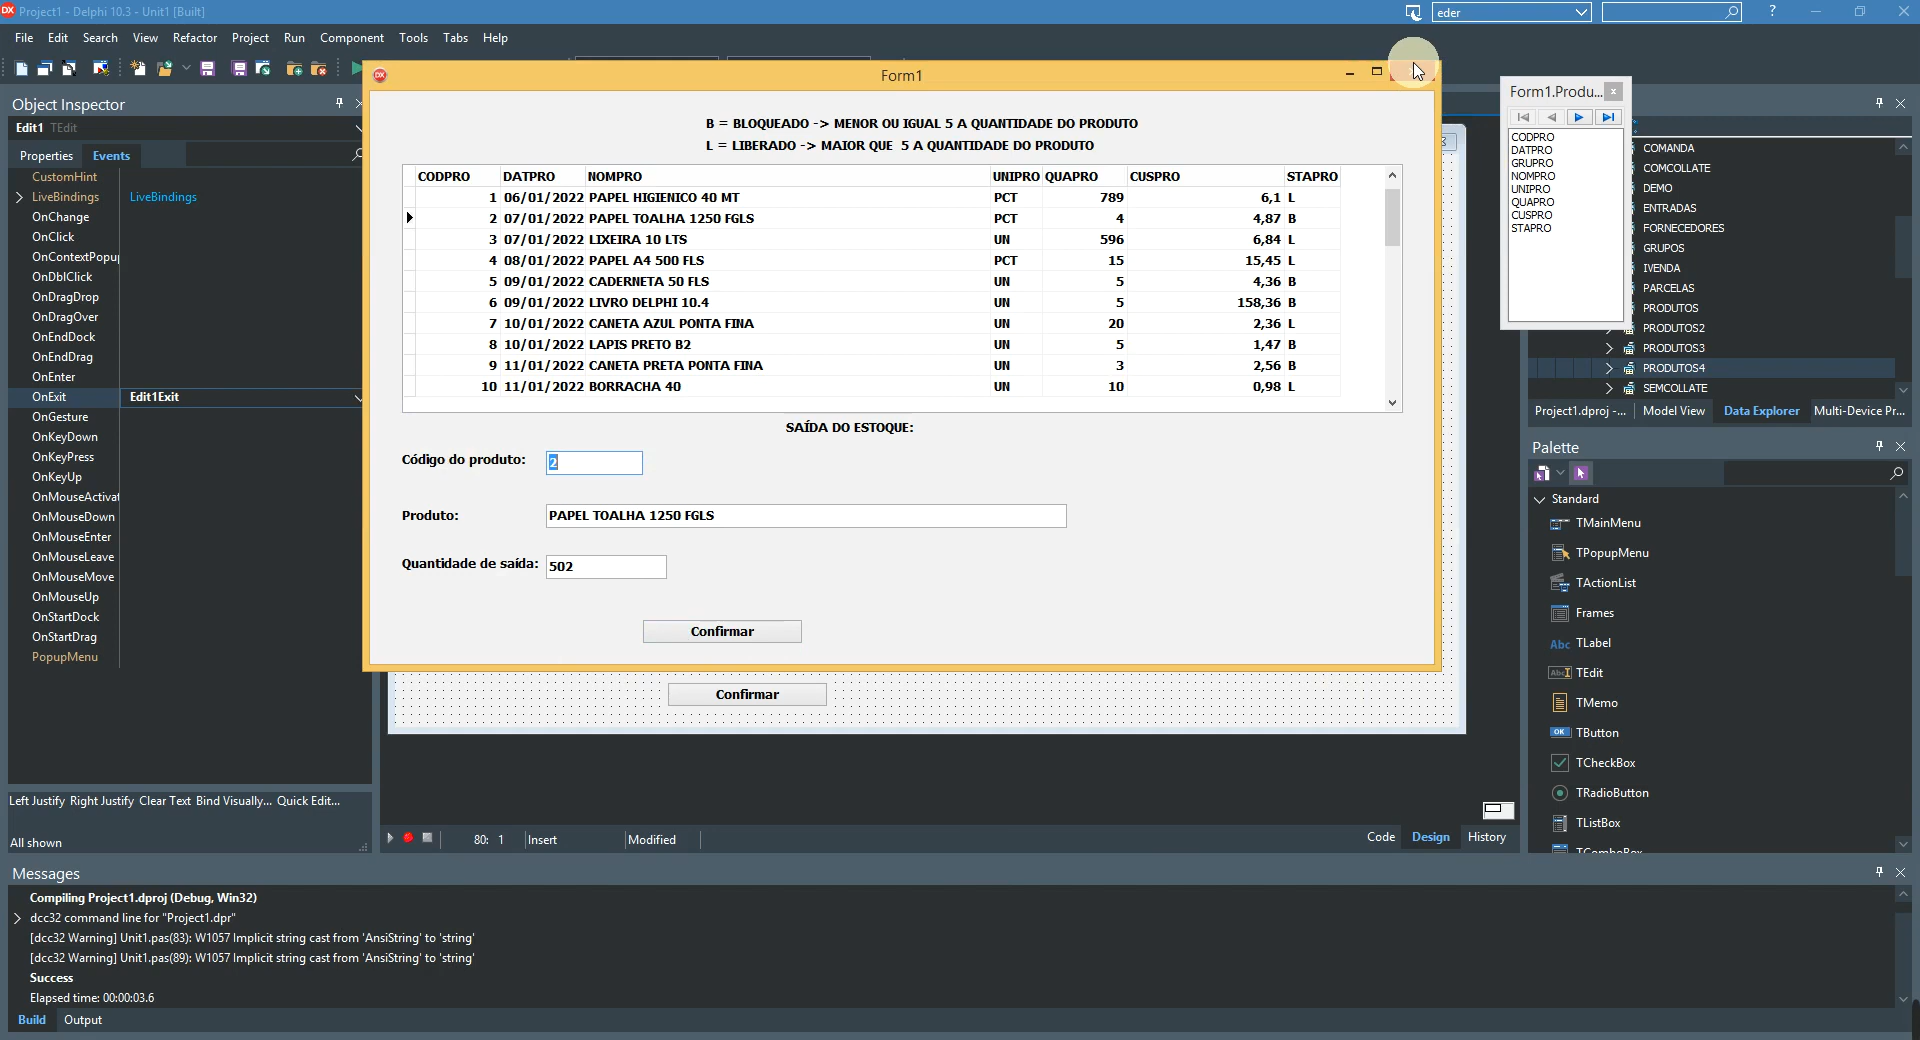 Project1 - Delphi 10.3 - Unit1 [Built]
eder
File Edit Search View Refactor Project Run Component Tools Tabs Help
Object Inspector
Edit1 TEdit
Properties Events
CustomHint
LiveBindings LiveBindings
OnChange
OnClick
OnContextPopu
OnDblClick
OnDragDrop
OnDragOver
OnEndDock
OnEndDrag
OnEnter
OnExit Edit1Exit
OnGesture
OnKeyDown
OnKeyPress
OnKeyUp
OnMouseActivat
OnMouseDown
OnMouseEnter
OnMouseLeave
OnMouseMove
OnMouseUp
OnStartDock
OnStartDrag
PopupMenu
Left Justify Right Justify Clear Text Bind Visually... Quick Edit...
All shown
Form1
B = BLOQUEADO -> MENOR OU IGUAL 5 A QUANTIDADE DO PRODUTO
L = LIBERADO -> MAIOR QUE 5 A QUANTIDADE DO PRODUTO
CODPRO DATPRO NOMPRO UNIPRO QUAPRO CUSPRO STAPRO
1 06/01/2022 PAPEL HIGIENICO 40 MT PCT 789 6,1 L
2 07/01/2022 PAPEL TOALHA 1250 FGLS PCT 4 4,87 B
3 07/01/2022 LIXEIRA 10 LTS UN 596 6,84 L
4 08/01/2022 PAPEL A4 500 FLS PCT 15 15,45 L
5 09/01/2022 CADERNETA 50 FLS UN 5 4,36 B
6 09/01/2022 LIVRO DELPHI 10.4 UN 5 158,36 B
7 10/01/2022 CANETA AZUL PONTA FINA UN 20 2,36 L
8 10/01/2022 LAPIS PRETO B2 UN 5 1,47 B
9 11/01/2022 CANETA PRETA PONTA FINA UN 3 2,56 B
10 11/01/2022 BORRACHA 40 UN 10 0,98 L
SAÍDA DO ESTOQUE:
Código do produto: 2
Produto: PAPEL TOALHA 1250 FGLS
Quantidade de saída: 502
Confirmar
Confirmar
80: 1 Insert Modified
Code Design History
Form1.Produ...
CODPRO
DATPRO
GRUPRO
NOMPRO
UNIPRO
QUAPRO
CUSPRO
STAPRO
COMANDA
COMCOLLATE
DEMO
ENTRADAS
FORNECEDORES
GRUPOS
IVENDA
PARCELAS
PRODUTOS
PRODUTOS2
PRODUTOS3
PRODUTOS4
SEMCOLLATE
Project1.dproj -... Model View Data Explorer Multi-Device Pr...
Palette
Standard
TMainMenu
TPopupMenu
TActionList
Frames
Abc TLabel
TEdit
TMemo
OK TButton
TCheckBox
TRadioButton
TListBox
TComboBox
Messages
Compiling Project1.dproj (Debug, Win32)
dcc32 command line for "Project1.dpr"
[dcc32 Warning] Unit1.pas(83): W1057 Implicit string cast from 'AnsiString' to 'string'
[dcc32 Warning] Unit1.pas(89): W1057 Implicit string cast from 'AnsiString' to 'string'
Success
Elapsed time: 00:00:03.6
Build Output